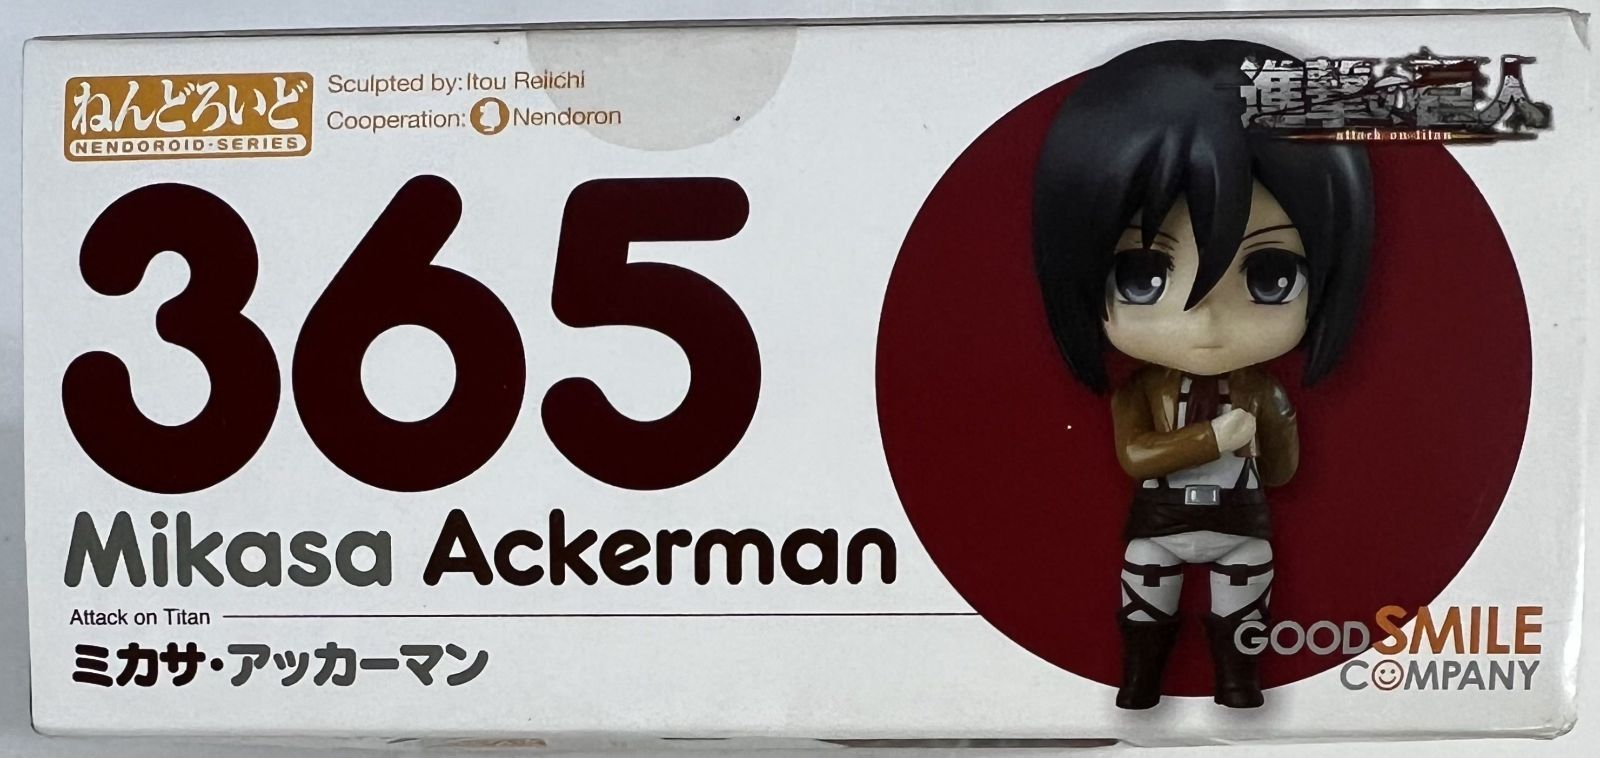 ねんどろいど
NENDOROID·SERIES
Sculpted by: Itou Reiichi
Cooperation: Nendoron
進撃の巨人
attack on titan
365
Mikasa Ackerman
Attack on Titan
ミカサ・アッカーマン
GOOD SMILE
COMPANY